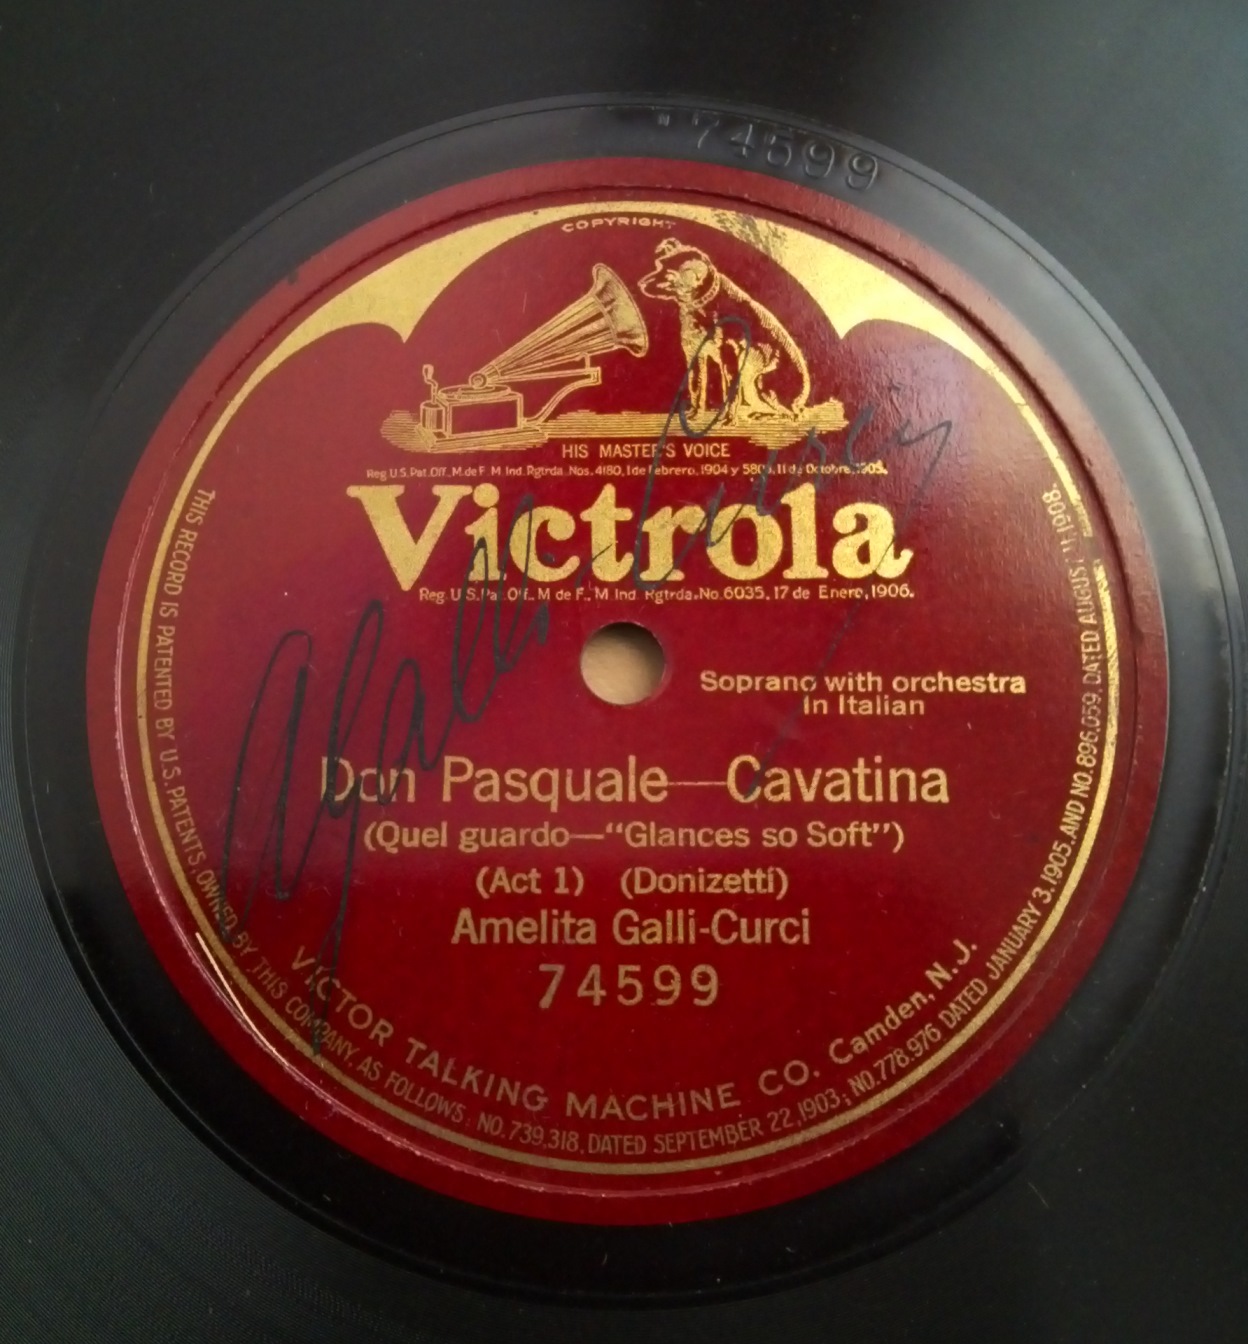 74599
COPYRIGHT
HIS MASTER'S VOICE
Reg.U.S.Pat.Off. M.de F. M. Ind. Rgtrda. Nos. 4180, 1 de Febrero, 1904 y 5808, 11 de Octobre, 1905.
Victrola
Reg. U.S. Pat. Off. M de F., M Ind. Rgtrda. No. 6035, 17 de Enero, 1906.
Soprano with orchestra
In Italian
Don Pasquale—Cavatina
(Quel guardo—“Glances so Soft”)
(Act 1) (Donizetti)
Amelita Galli-Curci
74599
VICTOR TALKING MACHINE CO. Camden, N. J.
THIS RECORD IS PATENTED BY U.S. PATENTS, OWNED BY THIS COMPANY, AS FOLLOWS: NO. 739,318, DATED SEPTEMBER 22, 1903; NO. 778,976 DATED JANUARY 3, 1905. AND NO. 896,059, DATED AUGUST 11, 1908.
AGalli-Curci